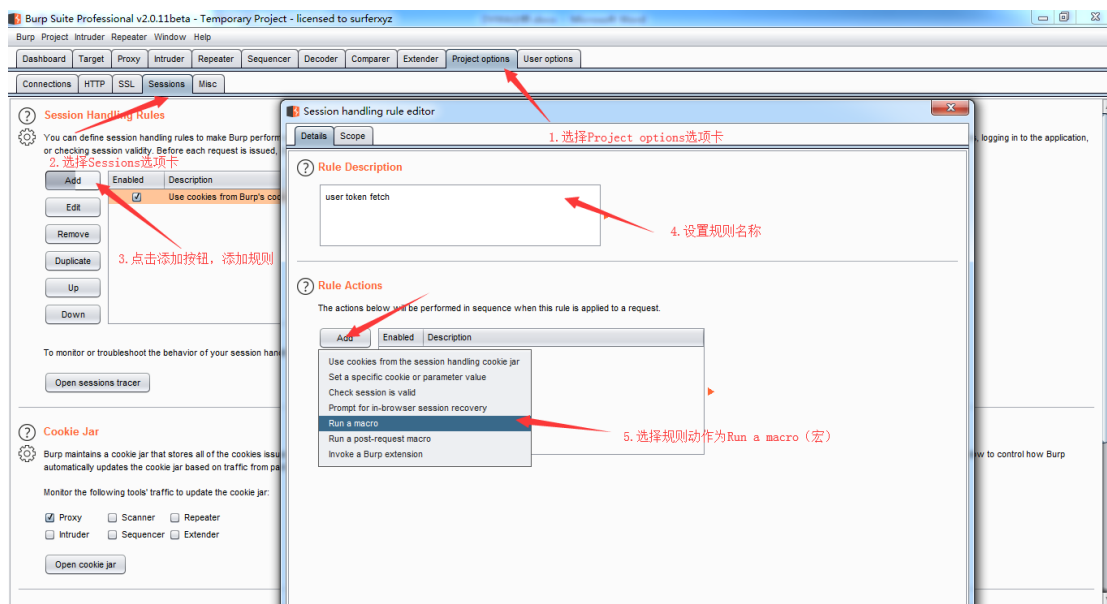 Burp Suite Professional v2.0.11beta - Temporary Project - licensed to surferxyz
Burp Project Intruder Repeater Window Help
Dashboard Target Proxy Intruder Repeater Sequencer Decoder Comparer Extender Project options User options
Connections HTTP SSL Sessions Misc
Session Handling Rules
You can define session handling rules to make Burp perform
, logging in to the application,
or checking session validity. Before each request is issued,
2.选择Sessions选项卡
Add Enabled Description
Use cookies from Burp's coo
Edit
Remove
Duplicate
3.点击添加按钮，添加规则
Up
Down
To monitor or troubleshoot the behavior of your session han
Open sessions tracer
Cookie Jar
Burp maintains a cookie jar that stores all of the cookies issu
w to control how Burp
automatically updates the cookie jar based on traffic from pa
Monitor the following tools' traffic to update the cookie jar:
Proxy Scanner Repeater
Intruder Sequencer Extender
Open cookie jar
Session handling rule editor
Details Scope
1.选择Project options选项卡
Rule Description
user token fetch
4.设置规则名称
Rule Actions
The actions below will be performed in sequence when this rule is applied to a request.
Add Enabled Description
Use cookies from the session handling cookie jar
Set a specific cookie or parameter value
Check session is valid
Prompt for in-browser session recovery
Run a macro
Run a post-request macro
Invoke a Burp extension
5.选择规则动作为Run a macro（宏）